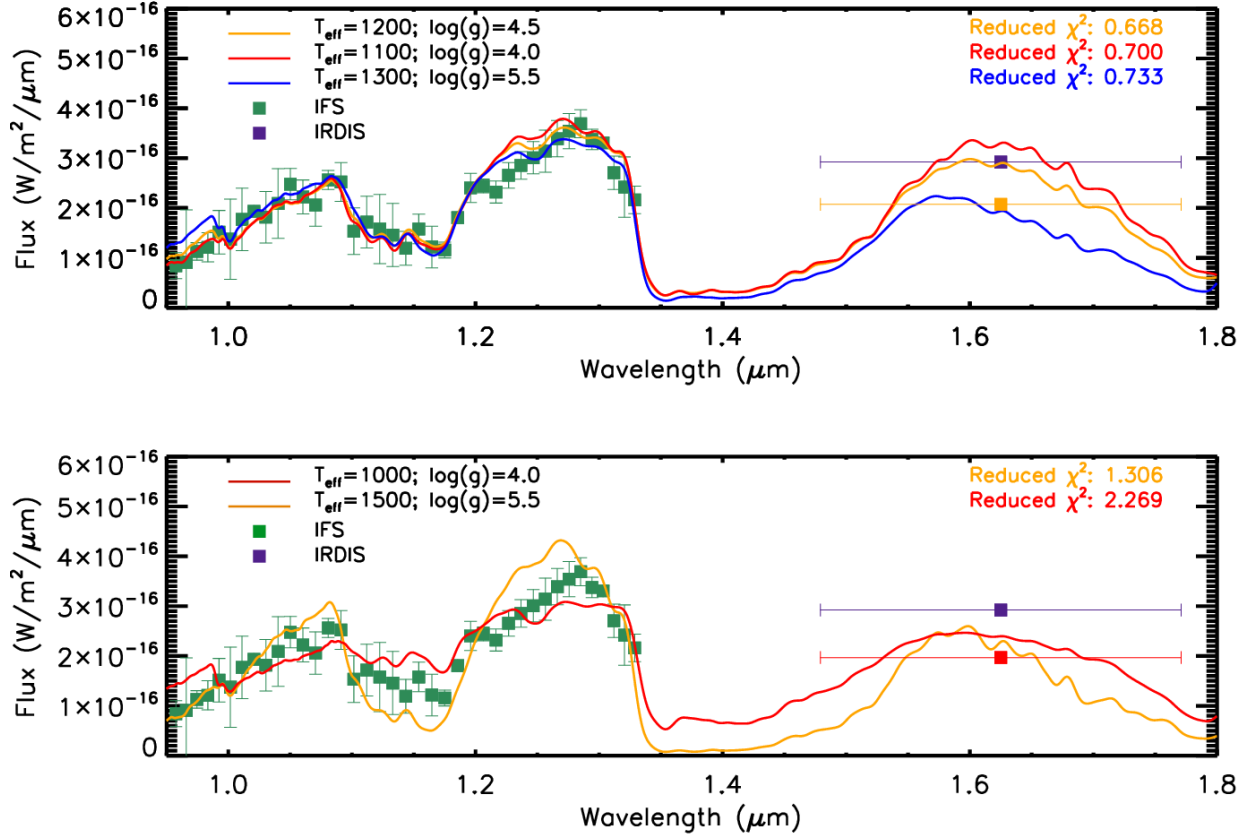 6×10⁻¹⁶
5×10⁻¹⁶
4×10⁻¹⁶
3×10⁻¹⁶
2×10⁻¹⁶
1×10⁻¹⁶
0
Flux (W/m²/μm)
T_eff=1200; log(g)=4.5
T_eff=1100; log(g)=4.0
T_eff=1300; log(g)=5.5
IFS
IRDIS
Reduced χ²: 0.668
Reduced χ²: 0.700
Reduced χ²: 0.733
1.0 1.2 1.4 1.6 1.8
Wavelength (μm)
6×10⁻¹⁶
5×10⁻¹⁶
4×10⁻¹⁶
3×10⁻¹⁶
2×10⁻¹⁶
1×10⁻¹⁶
0
Flux (W/m²/μm)
T_eff=1000; log(g)=4.0
T_eff=1500; log(g)=5.5
IFS
IRDIS
Reduced χ²: 1.306
Reduced χ²: 2.269
1.0 1.2 1.4 1.6 1.8
Wavelength (μm)